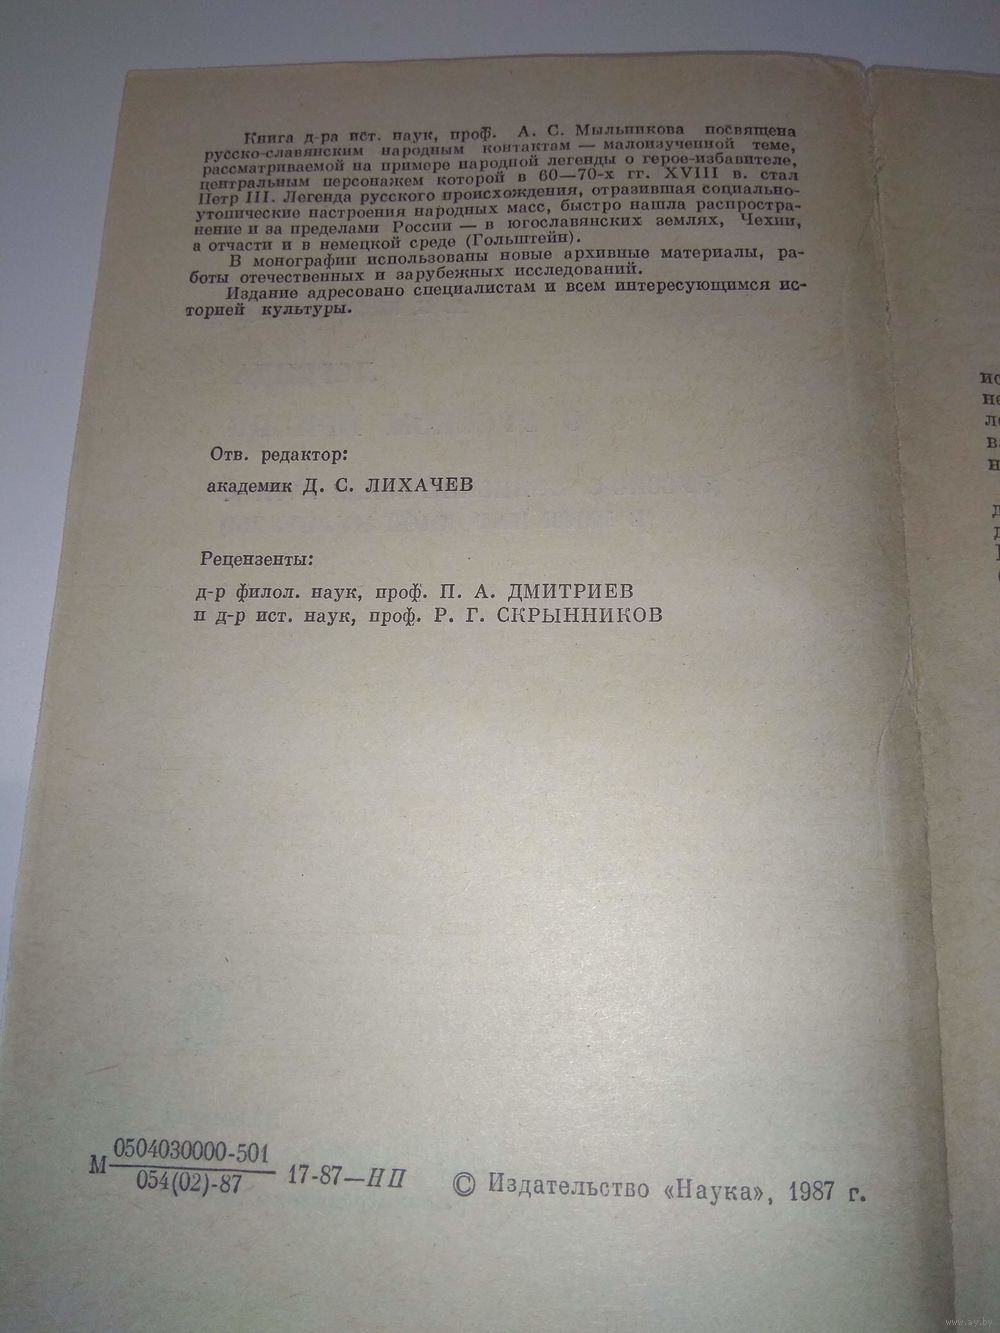 Книга д-ра ист. наук, проф. А. С. Мыльникова посвящена
русско-славянским народным контактам — малоизученной теме,
рассматриваемой на примере народной легенды о герое-избавителе,
центральным персонажем которой в 60—70-х гг. XVIII в. стал
Петр III. Легенда русского происхождения, отразившая социально-
утопические настроения народных масс, быстро нашла распростра-
нение и за пределами России — в югославянских землях, Чехии,
а отчасти и в немецкой среде (Гольштейн).
В монографии использованы новые архивные материалы, ра-
боты отечественных и зарубежных исследований.
Издание адресовано специалистам и всем интересующимся ис-
торией культуры.
Отв. редактор:
академик Д. С. ЛИХАЧЕВ
Рецензенты:
д-р филол. наук, проф. П. А. ДМИТРИЕВ
и д-р ист. наук, проф. Р. Г. СКРЫННИКОВ
М 0504030000-501
054(02)-87
17-87—НП
© Издательство «Наука», 1987 г.
www.ay.by